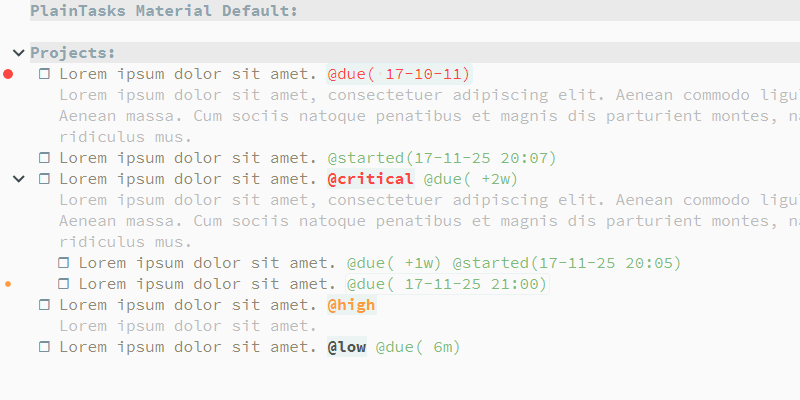 PlainTasks Material Default:
Projects:
Lorem ipsum dolor sit amet. @due( 17-10-11)
Lorem ipsum dolor sit amet, consectetuer adipiscing elit. Aenean commodo ligu
Aenean massa. Cum sociis natoque penatibus et magnis dis parturient montes, na
ridiculus mus.
Lorem ipsum dolor sit amet. @started(17-11-25 20:07)
Lorem ipsum dolor sit amet. @critical @due( +2w)
Lorem ipsum dolor sit amet, consectetuer adipiscing elit. Aenean commodo ligu
Aenean massa. Cum sociis natoque penatibus et magnis dis parturient montes, na
ridiculus mus.
Lorem ipsum dolor sit amet. @due( +1w) @started(17-11-25 20:05)
Lorem ipsum dolor sit amet. @due( 17-11-25 21:00)
Lorem ipsum dolor sit amet. @high
Lorem ipsum dolor sit amet.
Lorem ipsum dolor sit amet. @low @due( 6m)